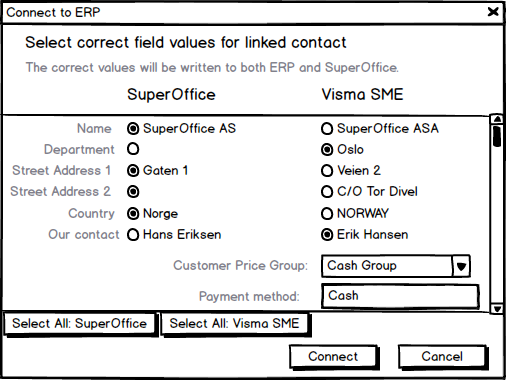 Connect to ERP
Select correct field values for linked contact
The correct values will be written to both ERP and SuperOffice.
SuperOffice Visma SME
Name SuperOffice AS SuperOffice ASA
Department Oslo
Street Address 1 Gaten 1 Veien 2
Street Address 2 C/O Tor Divel
Country Norge NORWAY
Our contact Hans Eriksen Erik Hansen
Customer Price Group: Cash Group
Payment method: Cash
Select All: SuperOffice Select All: Visma SME
Connect Cancel